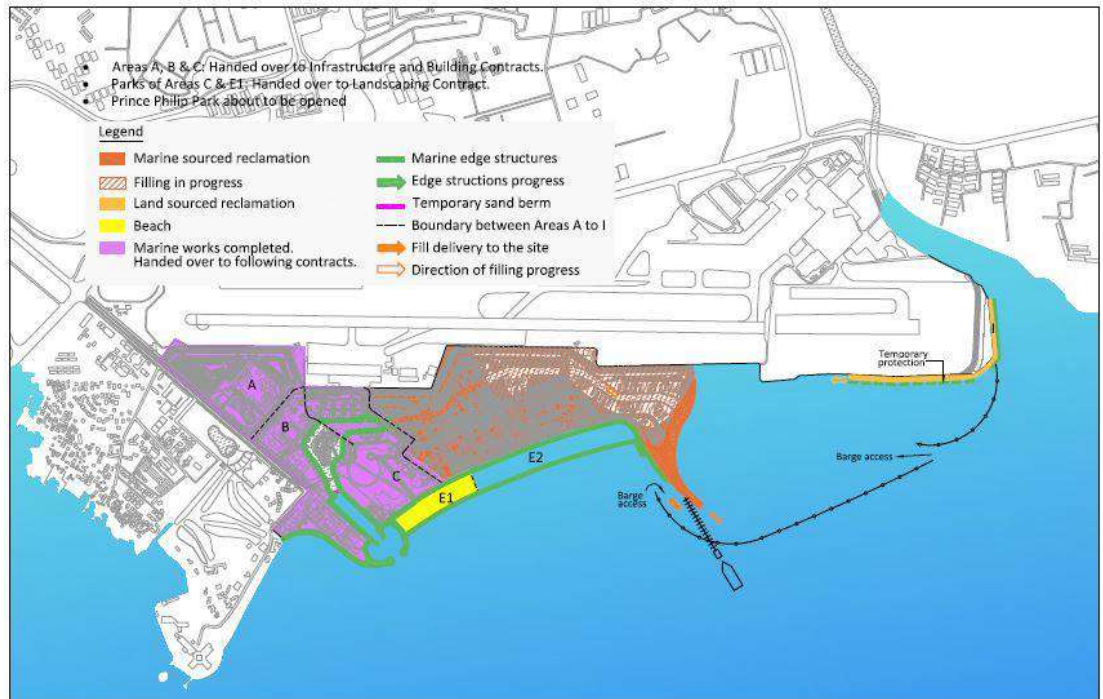 • Areas A, B & C: Handed over to Infrastructure and Building Contracts.
• Parks of Areas C & E1: Handed over to Landscaping Contract.
• Prince Philip Park about to be opened
Legend
Marine sourced reclamation
Filling in progress
Land sourced reclamation
Beach
Marine works completed.
Handed over to following contracts.
Marine edge structures
Edge structions progress
Temporary sand berm
Boundary between Areas A to I
Fill delivery to the site
Direction of filling progress
A
B
C
E1
E2
Temporary
protection
Barge access
Barge
access